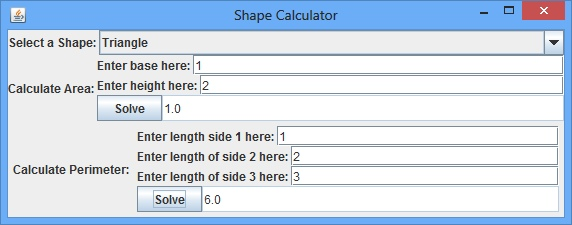 Shape Calculator
Select a Shape: Triangle
Enter base here: 1
Calculate Area: Enter height here: 2
Solve 1.0
Enter length side 1 here: 1
Enter length of side 2 here: 2
Calculate Perimeter: Enter length of side 3 here: 3
Solve 6.0